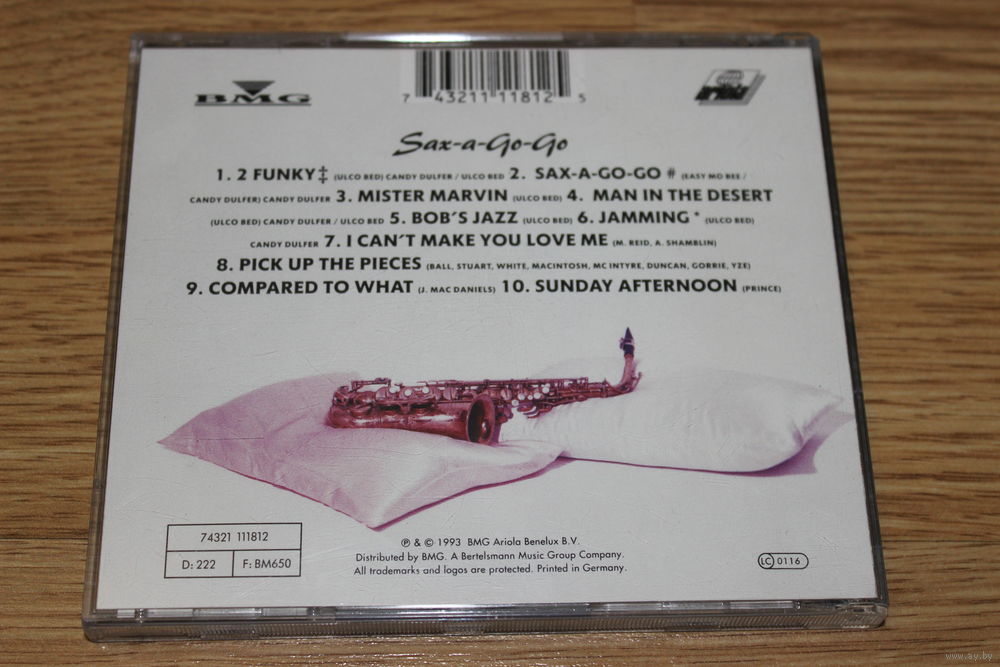 BMG
7 43211 11812 5
Sax-a-Go-Go
1. 2 FUNKY‡ (ULCO BED) CANDY DULFER / ULCO BED 2. SAX-A-GO-GO # (EASY MO BEE /
CANDY DULFER) CANDY DULFER 3. MISTER MARVIN (ULCO BED) 4. MAN IN THE DESERT
(ULCO BED) CANDY DULFER / ULCO BED 5. BOB´S JAZZ (ULCO BED) 6. JAMMING * (ULCO BED)
CANDY DULFER 7. I CAN´T MAKE YOU LOVE ME (M. REID, A. SHAMBLIN)
8. PICK UP THE PIECES (BALL, STUART, WHITE, MACINTOSH, MC INTYRE, DUNCAN, GORRIE, YZE)
9. COMPARED TO WHAT (J. MAC DANIELS) 10. SUNDAY AFTERNOON (PRINCE)
74321 111812
D: 222 F: BM650
℗ & © 1993 BMG Ariola Benelux B.V.
Distributed by BMG. A Bertelsmann Music Group Company.
All trademarks and logos are protected. Printed in Germany.
LC 0116
www.ay.by